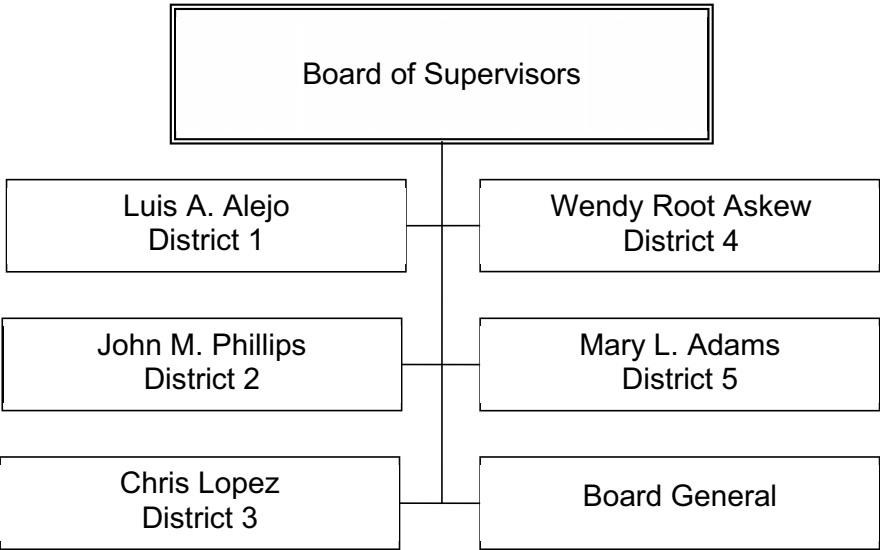 Board of Supervisors
Luis A. Alejo
District 1
Wendy Root Askew
District 4
John M. Phillips
District 2
Mary L. Adams
District 5
Chris Lopez
District 3
Board General